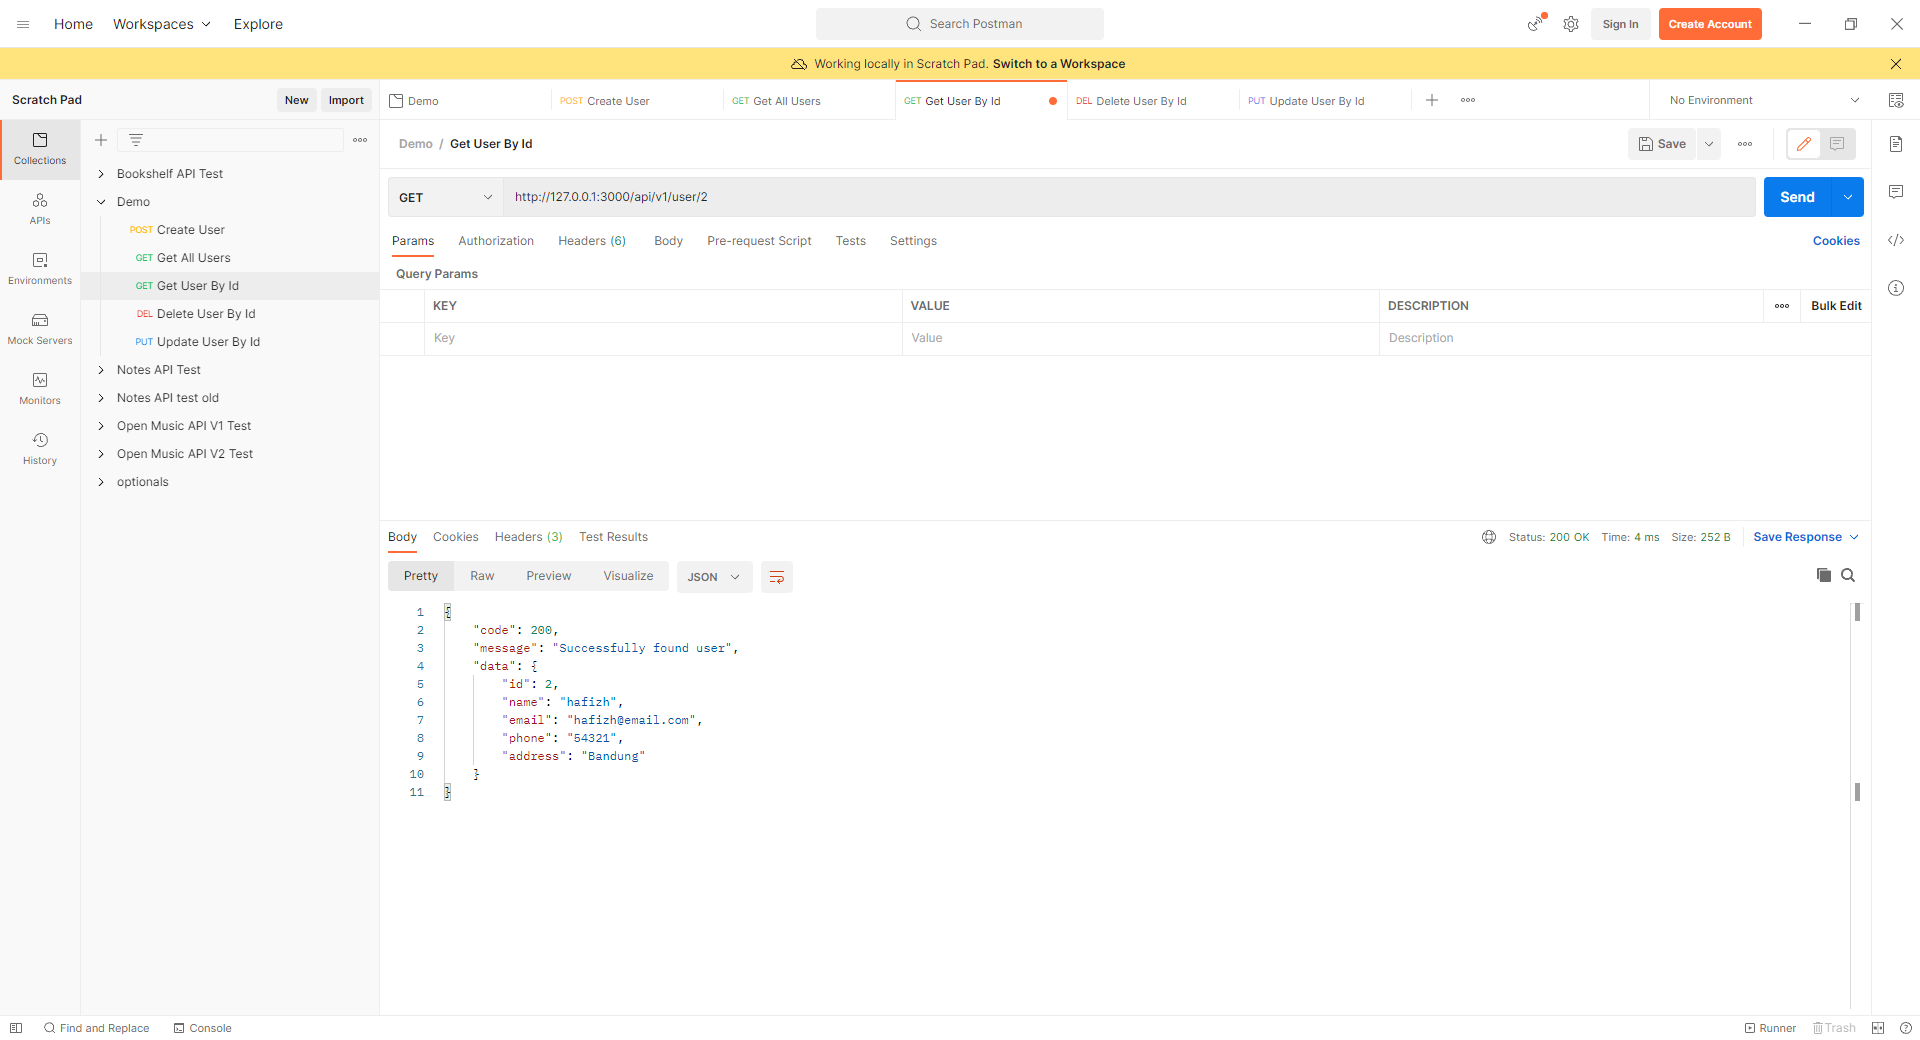 Home Workspaces Explore Search Postman Sign In Create Account
Working locally in Scratch Pad. Switch to a Workspace
Scratch Pad New Import Demo POST Create User GET Get All Users GET Get User By Id DEL Delete User By Id PUT Update User By Id No Environment
Collections
APIs
Environments
Mock Servers
Monitors
History
Bookshelf API Test
Demo
POST Create User
GET Get All Users
GET Get User By Id
DEL Delete User By Id
PUT Update User By Id
Notes API Test
Notes API test old
Open Music API V1 Test
Open Music API V2 Test
optionals
Demo / Get User By Id Save
GET http://127.0.0.1:3000/api/v1/user/2 Send
Params Authorization Headers (6) Body Pre-request Script Tests Settings Cookies
Query Params
KEY VALUE DESCRIPTION Bulk Edit
Key Value Description
Body Cookies Headers (3) Test Results Status: 200 OK Time: 4 ms Size: 252 B Save Response
Pretty Raw Preview Visualize JSON
1 {
2 "code": 200,
3 "message": "Successfully found user",
4 "data": {
5 "id": 2,
6 "name": "hafizh",
7 "email": "hafizh@email.com",
8 "phone": "54321",
9 "address": "Bandung"
10 }
11 }
Find and Replace Console Runner Trash